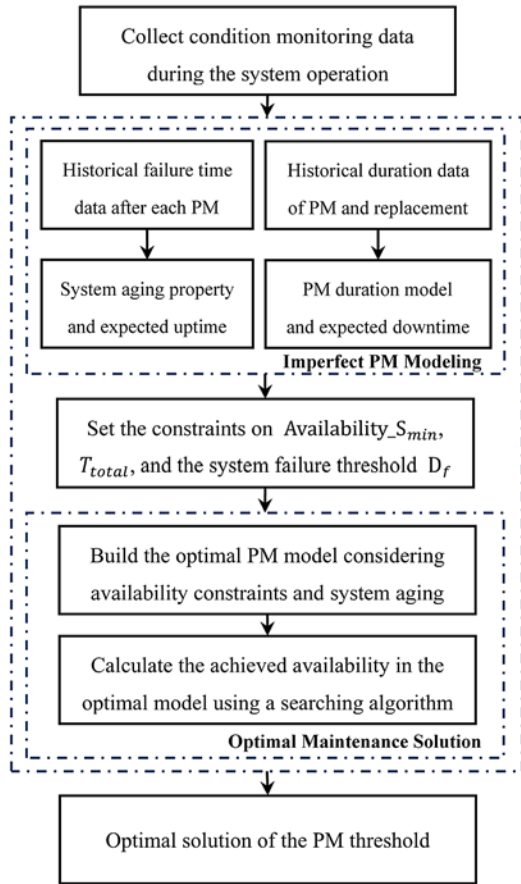 Collect condition monitoring data
during the system operation
Historical failure time
data after each PM
Historical duration data
of PM and replacement
System aging property
and expected uptime
PM duration model
and expected downtime
Imperfect PM Modeling
Set the constraints on Availability_S_{min},
T_{total}, and the system failure threshold D_f
Build the optimal PM model considering
availability constraints and system aging
Calculate the achieved availability in the
optimal model using a searching algorithm
Optimal Maintenance Solution
Optimal solution of the PM threshold